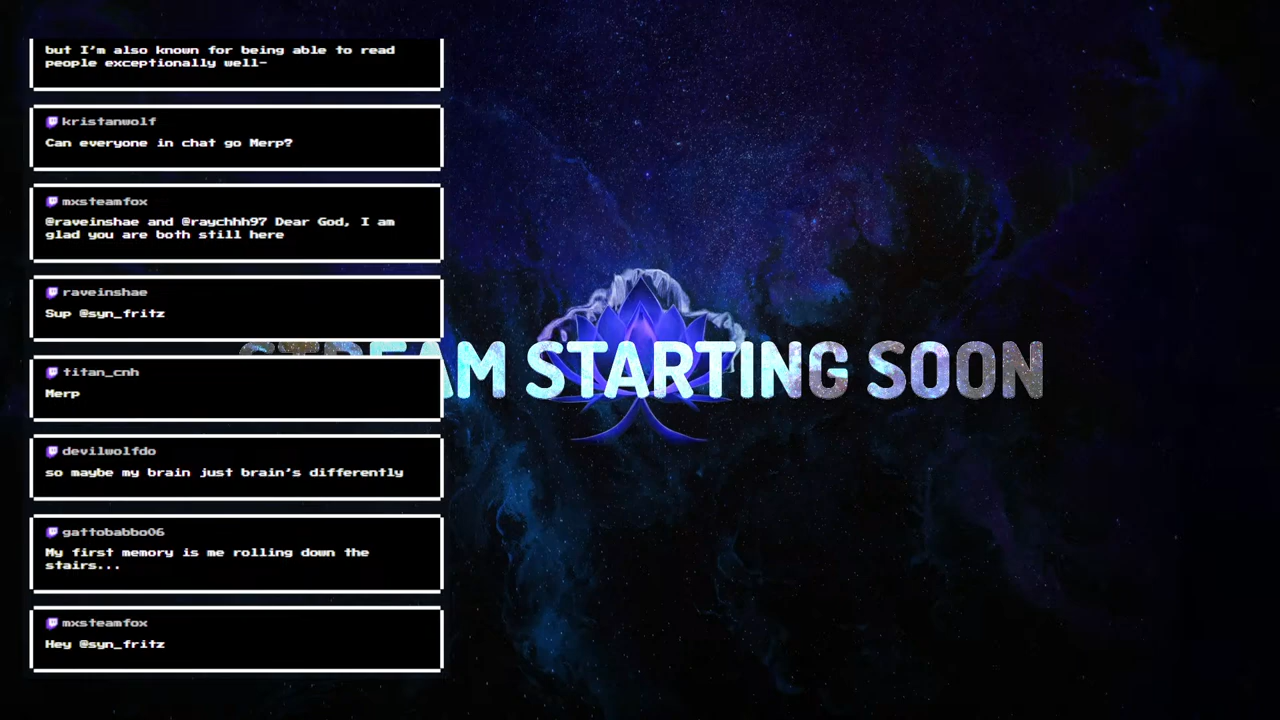 but I'm also known for being able to read
people exceptionally well-
kristanwolf
Can everyone in chat go Merp?
mxsteamfox
@raveinshae and @raychhh97 Dear God, I am
glad you are both still here
raveinshae
Sup @syn_fritz
STREAM STARTING SOON
titan_cnh
Merp
devilwolfdo
so maybe my brain just brain's differently
gattobabbo06
My first memory is me rolling down the
stairs...
mxsteamfox
Hey @syn_fritz